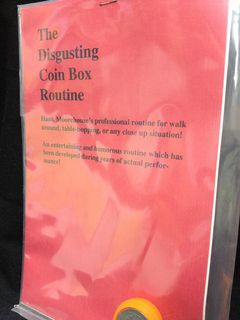 The
Disgusting
Coin Box
Routine
Hank Moorehouse's professional routine for walk
around, table-hopping, or any close up situation!
An entertaining and humorous routine which has
been developed during years of actual perfor-
mance!